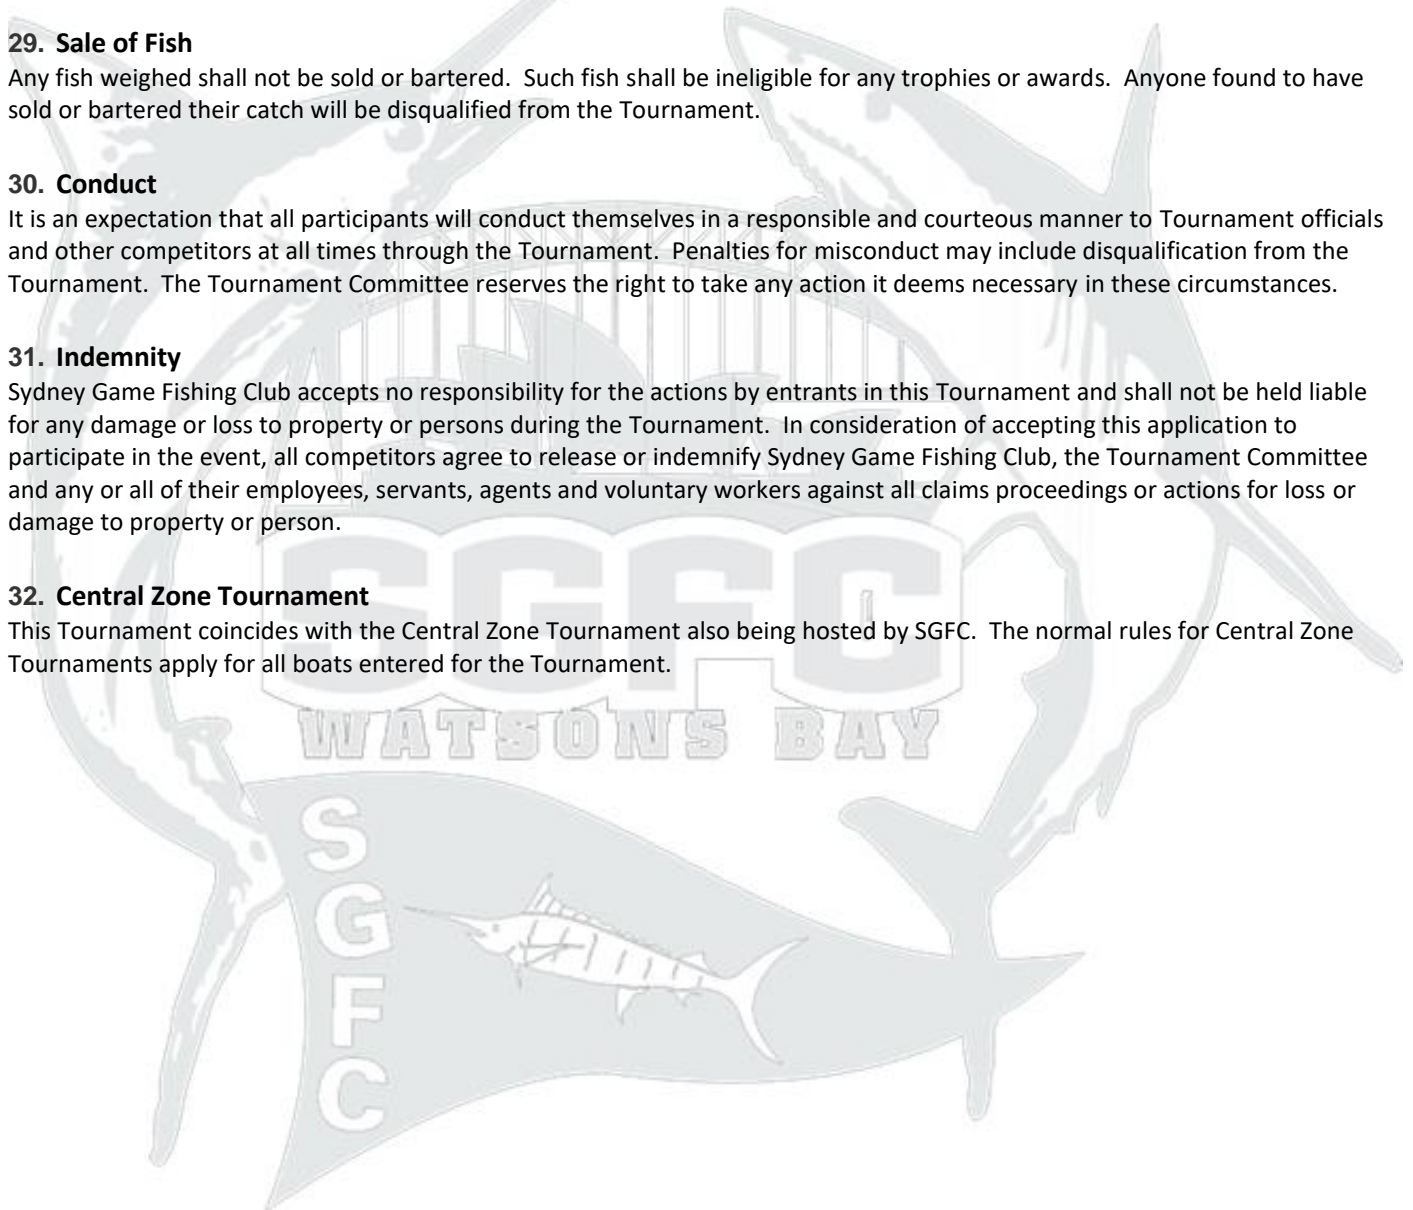 29. Sale of Fish
Any fish weighed shall not be sold or bartered.  Such fish shall be ineligible for any trophies or awards.  Anyone found to have
sold or bartered their catch will be disqualified from the Tournament.
30. Conduct
It is an expectation that all participants will conduct themselves in a responsible and courteous manner to Tournament officials
and other competitors at all times through the Tournament.  Penalties for misconduct may include disqualification from the
Tournament.  The Tournament Committee reserves the right to take any action it deems necessary in these circumstances.
31. Indemnity
Sydney Game Fishing Club accepts no responsibility for the actions by entrants in this Tournament and shall not be held liable
for any damage or loss to property or persons during the Tournament.  In consideration of accepting this application to
participate in the event, all competitors agree to release or indemnify Sydney Game Fishing Club, the Tournament Committee
and any or all of their employees, servants, agents and voluntary workers against all claims proceedings or actions for loss or
damage to property or person.
32. Central Zone Tournament
This Tournament coincides with the Central Zone Tournament also being hosted by SGFC.  The normal rules for Central Zone
Tournaments apply for all boats entered for the Tournament.
SGFC
WATSONS BAY
S
G
F
C